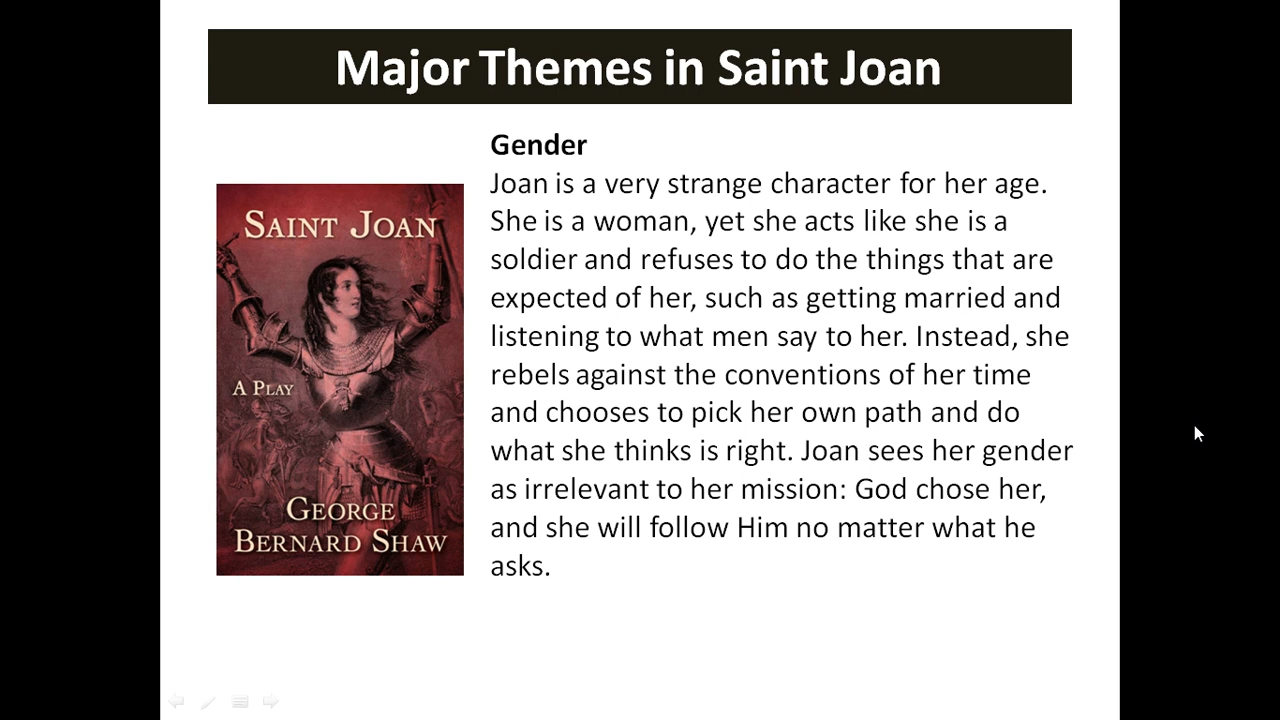 Major Themes in Saint Joan
Gender
Joan is a very strange character for her age.
She is a woman, yet she acts like she is a
soldier and refuses to do the things that are
expected of her, such as getting married and
listening to what men say to her. Instead, she
rebels against the conventions of her time
and chooses to pick her own path and do
what she thinks is right. Joan sees her gender
as irrelevant to her mission: God chose her,
and she will follow Him no matter what he
asks.
SAINT JOAN
A PLAY
GEORGE
BERNARD SHAW